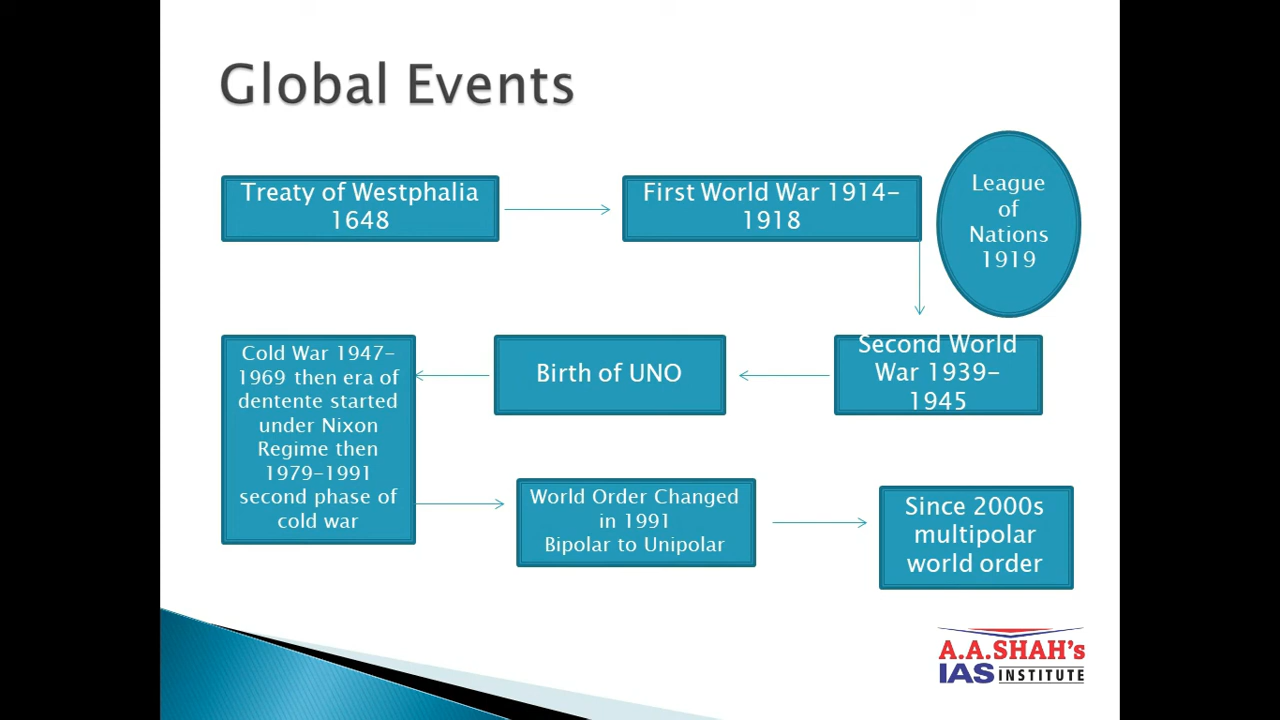 Global Events
Treaty of Westphalia
1648
First World War 1914-
1918
League
of
Nations
1919
Second World
War 1939-
1945
Birth of UNO
Cold War 1947-
1969 then era of
dentente started
under Nixon
Regime then
1979-1991
second phase of
cold war
World Order Changed
in 1991
Bipolar to Unipolar
Since 2000s
multipolar
world order
A.A.SHAH's
IAS INSTITUTE